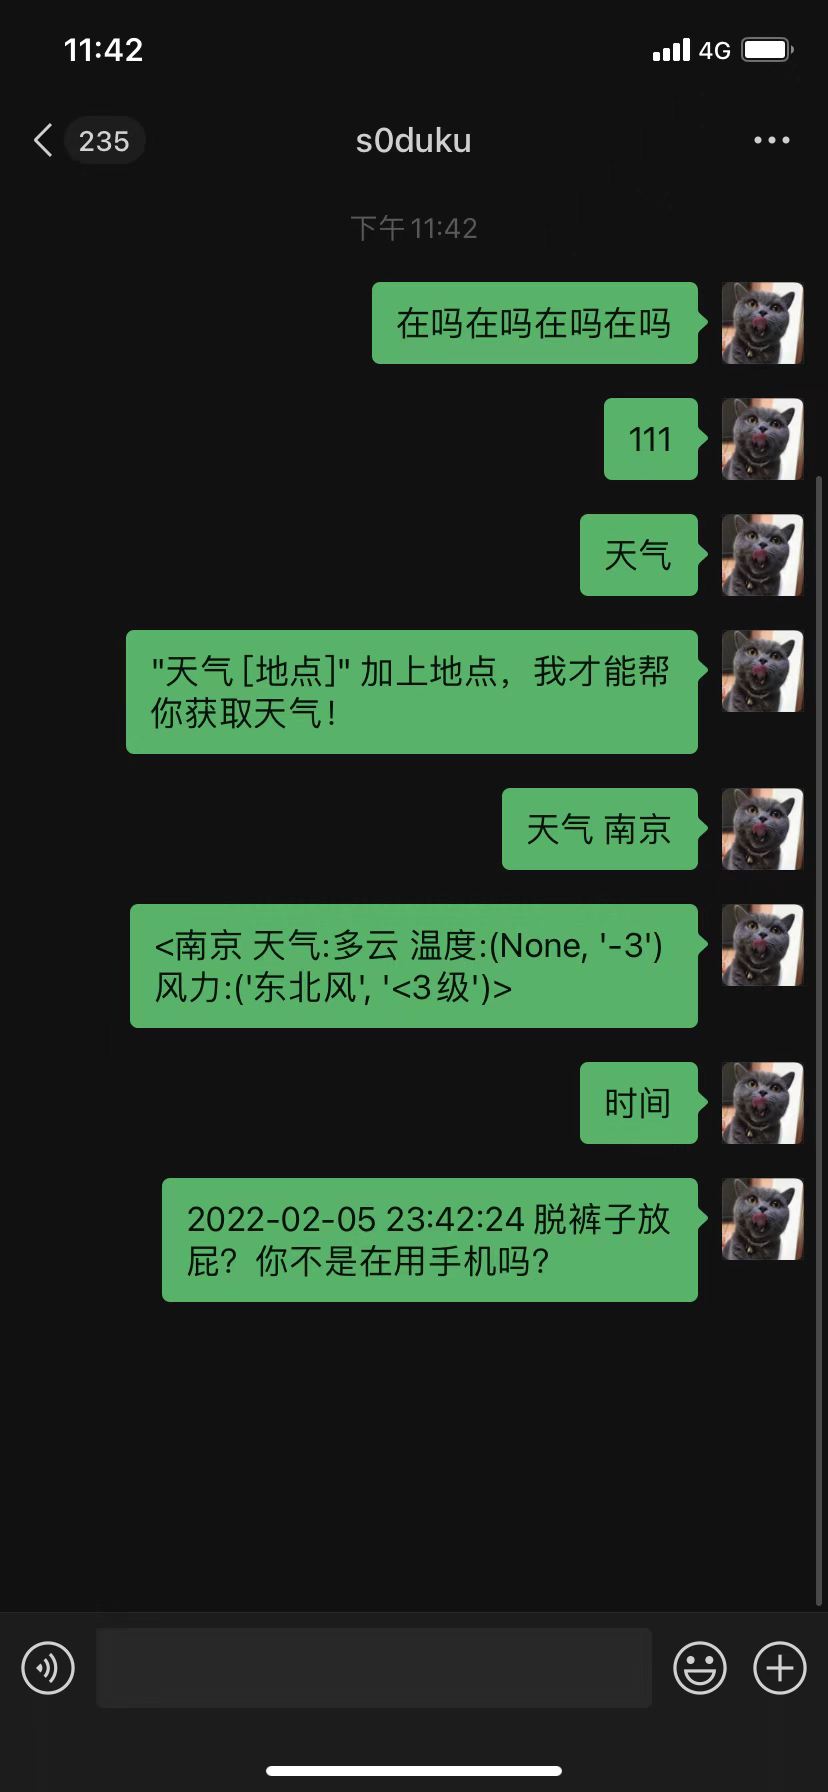 11:42
4G
235
s0duku
下午11:42
在吗在吗在吗在吗
111
天气
"天气 [地点]" 加上地点，我才能帮
你获取天气！
天气 南京
<南京 天气:多云 温度:(None, '-3')
风力:('东北风', '<3级')>
时间
2022-02-05 23:42:24 脱裤子放
屁？你不是在用手机吗？